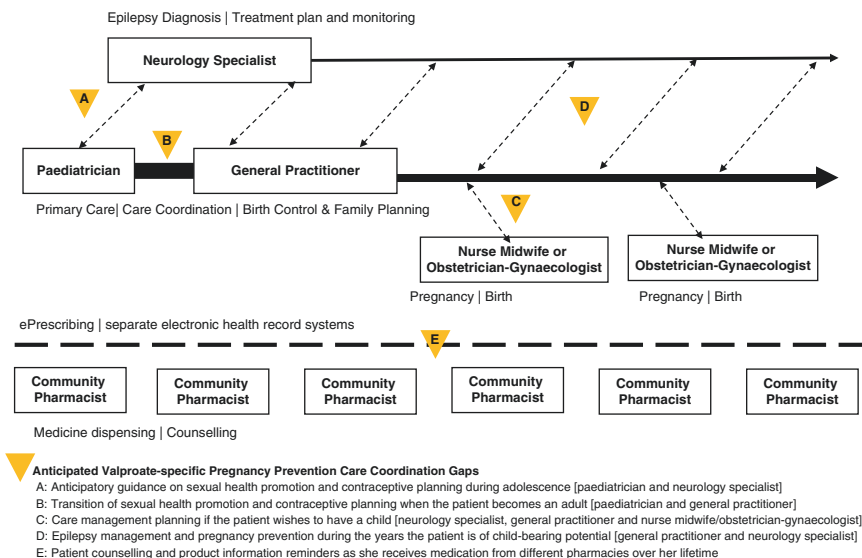 Epilepsy Diagnosis | Treatment plan and monitoring
Neurology Specialist
A
B
D
Paediatrician
General Practitioner
C
Primary Care| Care Coordination | Birth Control & Family Planning
Nurse Midwife or
Obstetrician-Gynaecologist
Nurse Midwife or
Obstetrician-Gynaecologist
Pregnancy | Birth
Pregnancy | Birth
ePrescribing | separate electronic health record systems
E
Community
Pharmacist
Community
Pharmacist
Community
Pharmacist
Community
Pharmacist
Community
Pharmacist
Community
Pharmacist
Medicine dispensing | Counselling
Anticipated Valproate-specific Pregnancy Prevention Care Coordination Gaps
A: Anticipatory guidance on sexual health promotion and contraceptive planning during adolescence [paediatrician and neurology specialist]
B: Transition of sexual health promotion and contraceptive planning when the patient becomes an adult [paediatrician and general practitioner]
C: Care management planning if the patient wishes to have a child [neurology specialist, general practitioner and nurse midwife/obstetrician-gynaecologist]
D: Epilepsy management and pregnancy prevention during the years the patient is of child-bearing potential [general practitioner and neurology specialist]
E: Patient counselling and product information reminders as she receives medication from different pharmacies over her lifetime